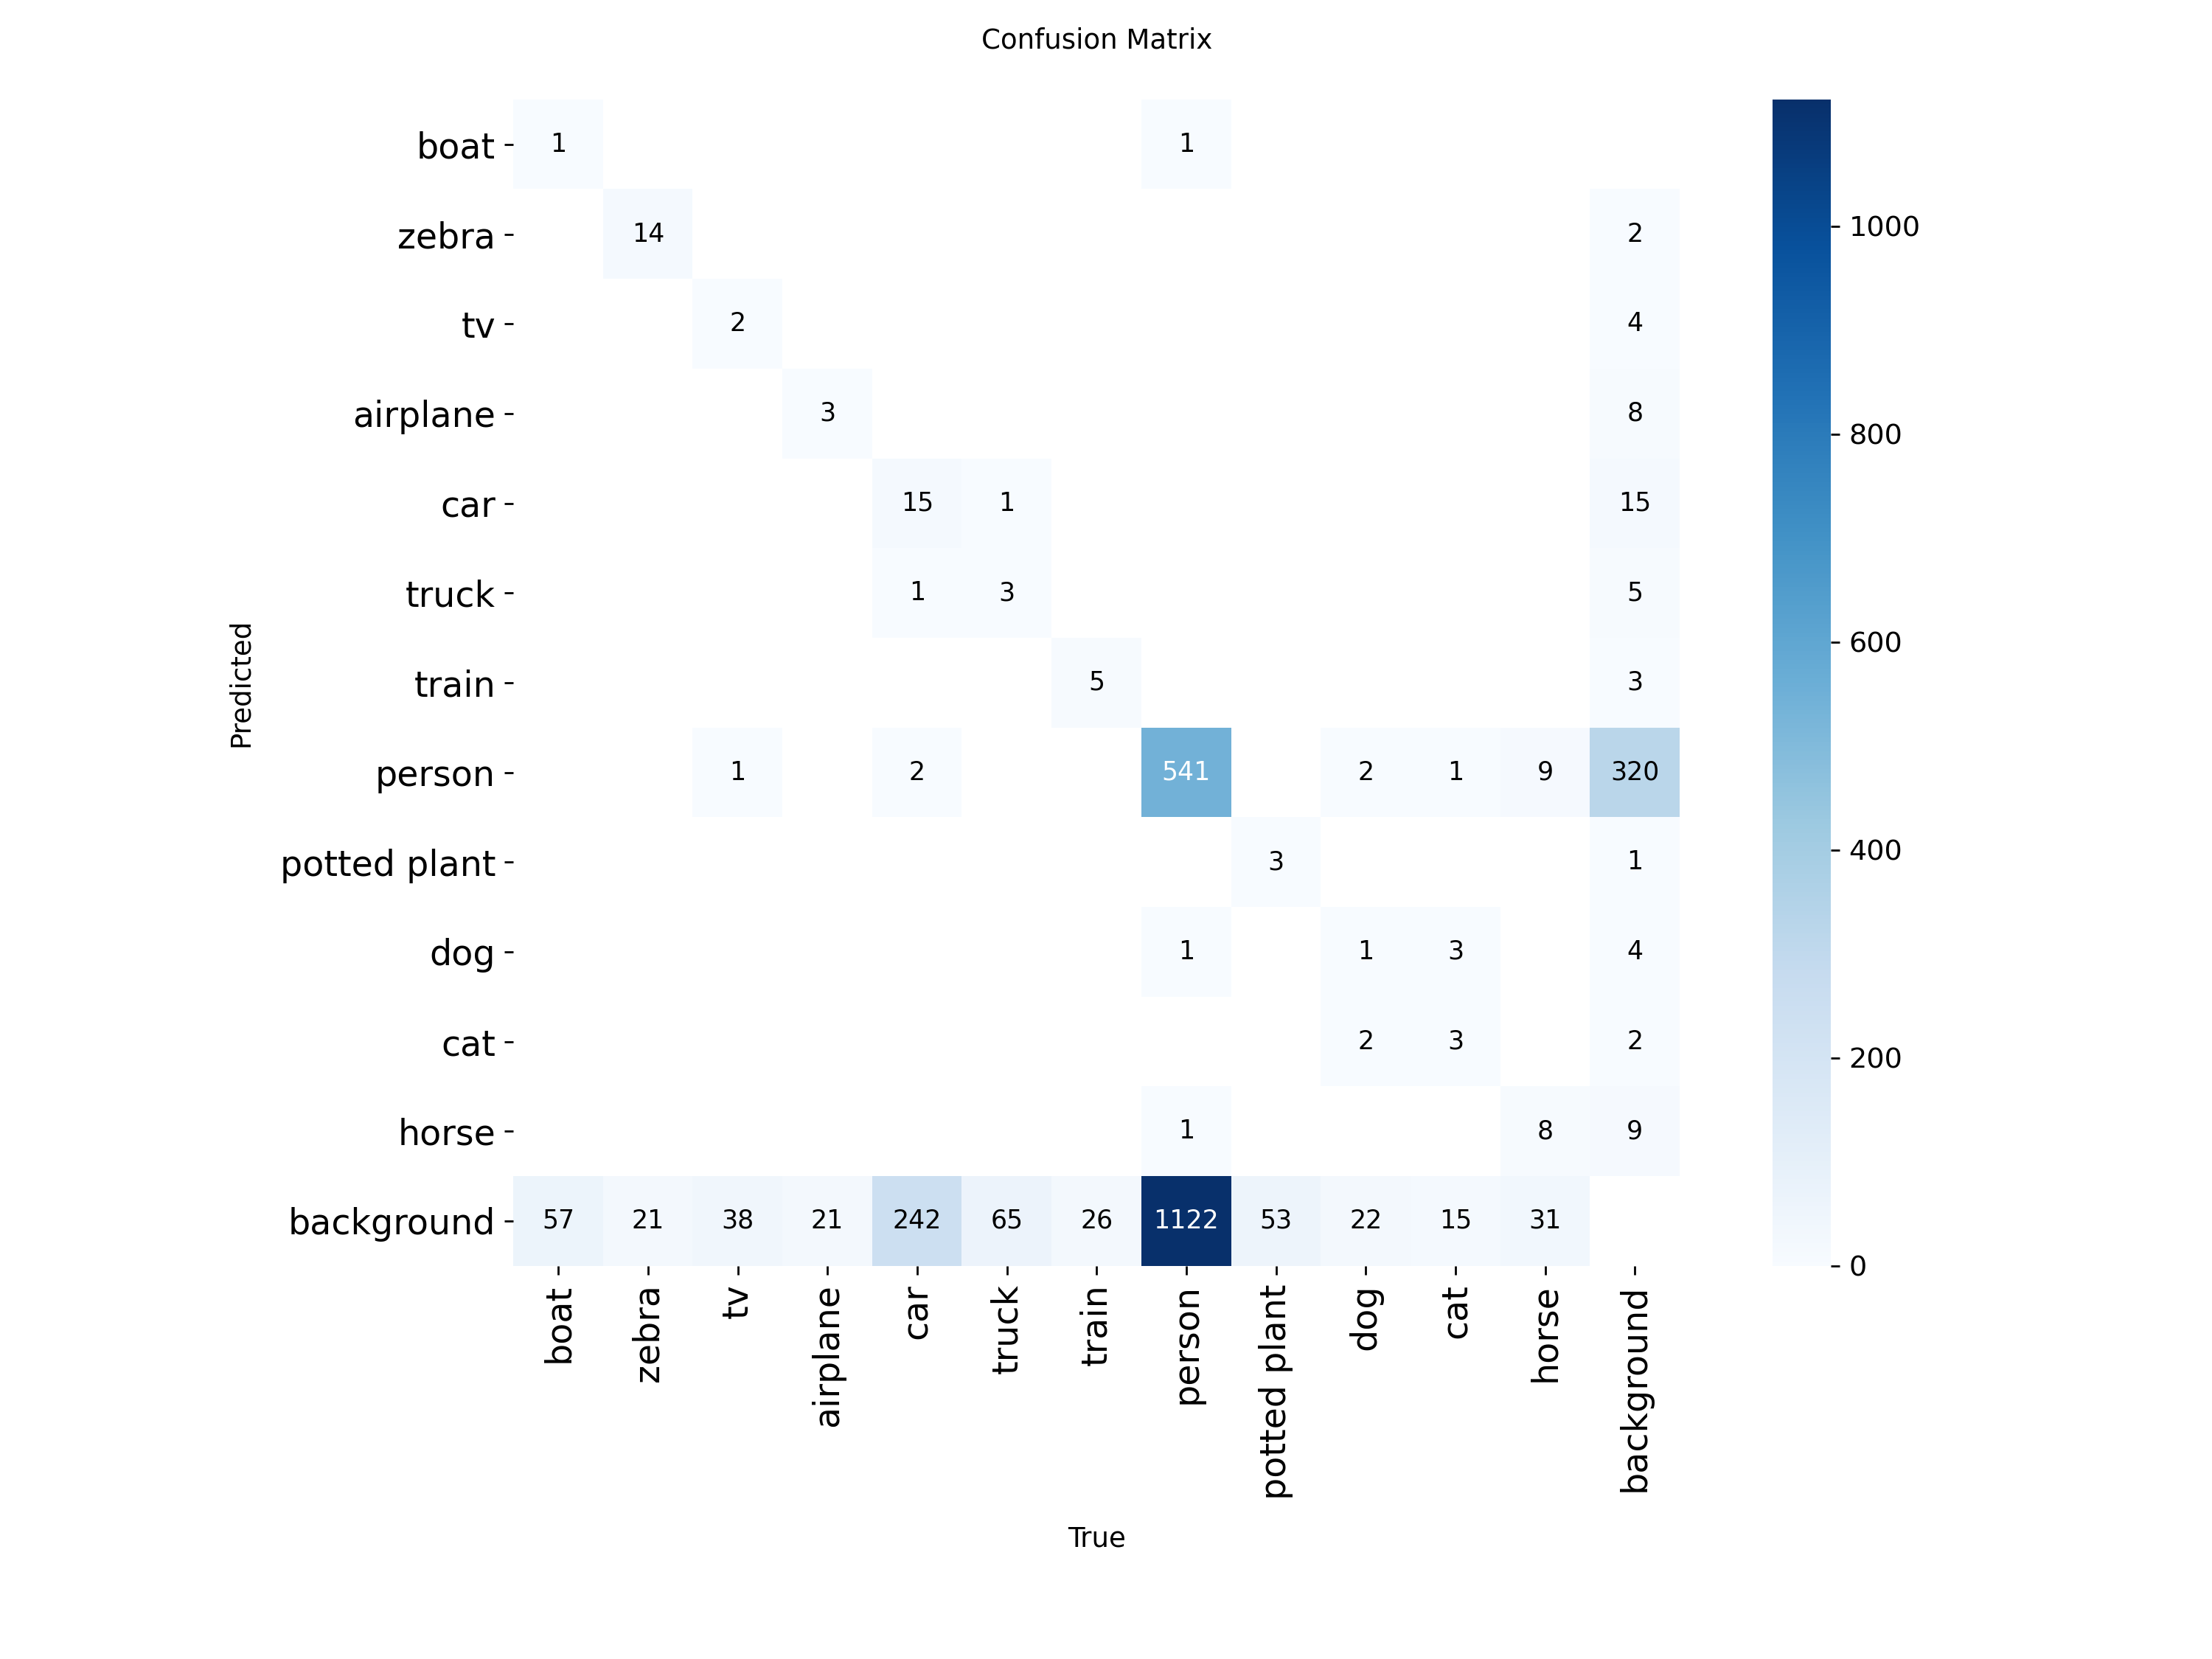 Confusion Matrix
boat 1 1
zebra 14 2
tv 2 4
airplane 3 8
car 15 1 15
truck 1 3 5
train 5 3
person 1 2 541 2 1 9 320
potted plant 3 1
dog 1 1 3 4
cat 2 3 2
horse 1 8 9
background 57 21 38 21 242 65 26 1122 53 22 15 31
boat zebra tv airplane car truck train person potted plant dog cat horse background
True
Predicted
1000
800
600
400
200
0